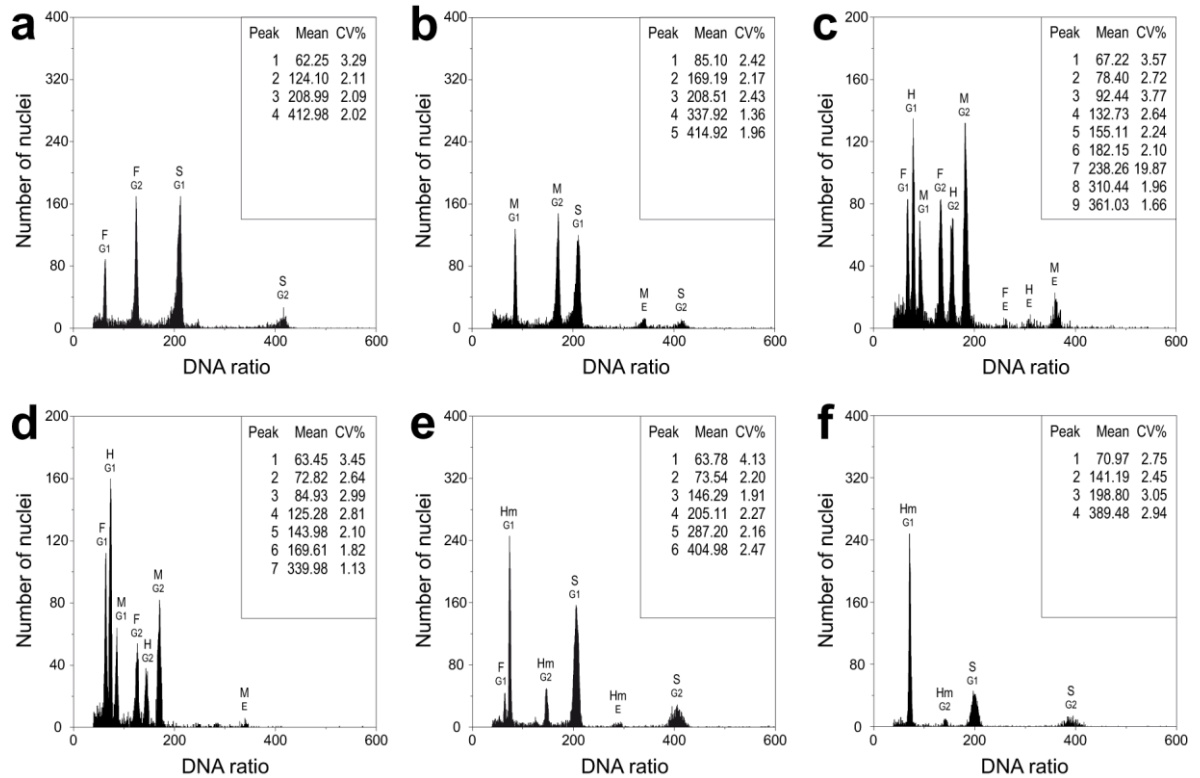 a
400
320
240
160
80
0
Number of nuclei
0 200 400 600
DNA ratio
F
G1
F
G2
S
G1
S
G2
Peak Mean CV%
1 62.25 3.29
2 124.10 2.11
3 208.99 2.09
4 412.98 2.02
b
400
320
240
160
80
0
Number of nuclei
0 200 400 600
DNA ratio
M
G1
M
G2
S
G1
M
E
S
G2
Peak Mean CV%
1 85.10 2.42
2 169.19 2.17
3 208.51 2.43
4 337.92 1.36
5 414.92 1.96
c
200
160
120
80
40
0
Number of nuclei
0 200 400 600
DNA ratio
F
G1
H
G1
M
G1
F
G2
H
G2
M
G2
F
E
H
E
M
E
Peak Mean CV%
1 67.22 3.57
2 78.40 2.72
3 92.44 3.77
4 132.73 2.64
5 155.11 2.24
6 182.15 2.10
7 238.26 19.87
8 310.44 1.96
9 361.03 1.66
d
200
160
120
80
40
0
Number of nuclei
0 200 400 600
DNA ratio
F
G1
H
G1
M
G1
F
G2
H
G2
M
G2
M
E
Peak Mean CV%
1 63.45 3.45
2 72.82 2.64
3 84.93 2.99
4 125.28 2.81
5 143.98 2.10
6 169.61 1.82
7 339.98 1.13
e
400
320
240
160
80
0
Number of nuclei
0 200 400 600
DNA ratio
F
G1
Hm
G1
Hm
G2
S
G1
Hm
E
S
G2
Peak Mean CV%
1 63.78 4.13
2 73.54 2.20
3 146.29 1.91
4 205.11 2.27
5 287.20 2.16
6 404.98 2.47
f
400
320
240
160
80
0
Number of nuclei
0 200 400 600
DNA ratio
Hm
G1
Hm
G2
S
G1
S
G2
Peak Mean CV%
1 70.97 2.75
2 141.19 2.45
3 198.80 3.05
4 389.48 2.94